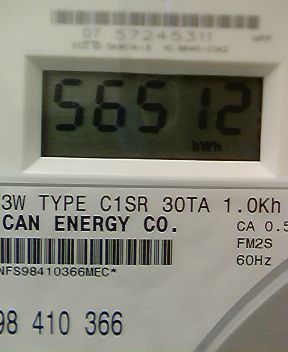 07 57245311
56512
kWh
3W TYPE C1SR 30TA 1.0Kh
CAN ENERGY CO.
CA 0.5
FM2S
NFS98410366MEC*
60Hz
98 410 366